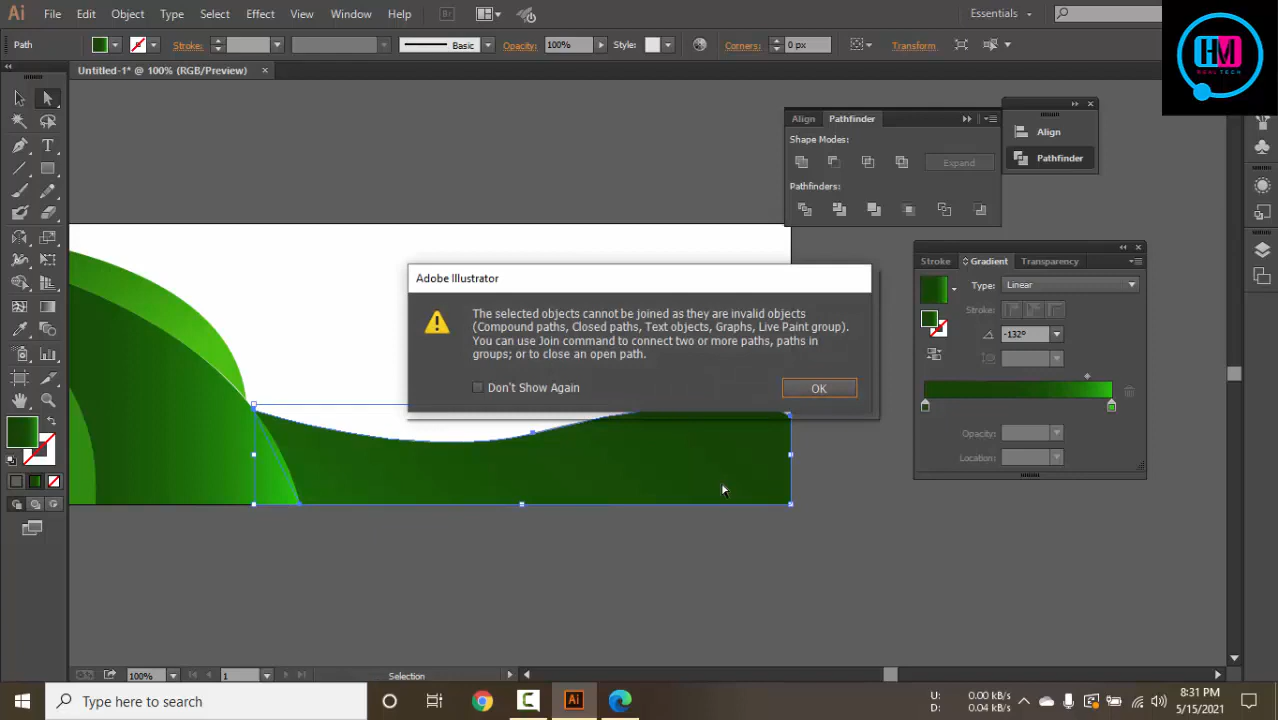 Ai File Edit Object Type Select Effect View Window Help Br Essentials
Path Stroke: Basic Opacity: 100% Style: Corners: 0 px Transform
HM
REALTECH
Untitled-1* @ 100% (RGB/Preview)
Align Pathfinder
Shape Modes:
Expand
Pathfinders:
Align
Pathfinder
Stroke Gradient Transparency
Type: Linear
Stroke:
-132°
Opacity:
Location:
Adobe Illustrator
The selected objects cannot be joined as they are invalid objects
(Compound paths, Closed paths, Text objects, Graphs, Live Paint group).
You can use Join command to connect two or more paths, paths in
groups; or to close an open path.
Don't Show Again
OK
100% 1 Selection
Type here to search
Ai
U: 0.00 kB/s
D: 0.04 kB/s
8:31 PM
5/15/2021